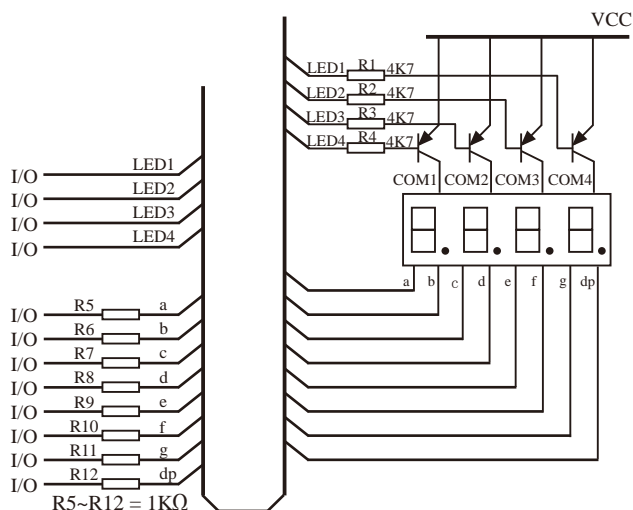 VCC
LED1 R1 4K7
LED2 R2 4K7
LED3 R3 4K7
LED4 R4 4K7
COM1 COM2 COM3 COM4
a b c d e f g dp
I/O LED1
I/O LED2
I/O LED3
I/O LED4
I/O R5 a
I/O R6 b
I/O R7 c
I/O R8 d
I/O R9 e
I/O R10 f
I/O R11 g
I/O R12 dp
R5~R12 = 1KΩ